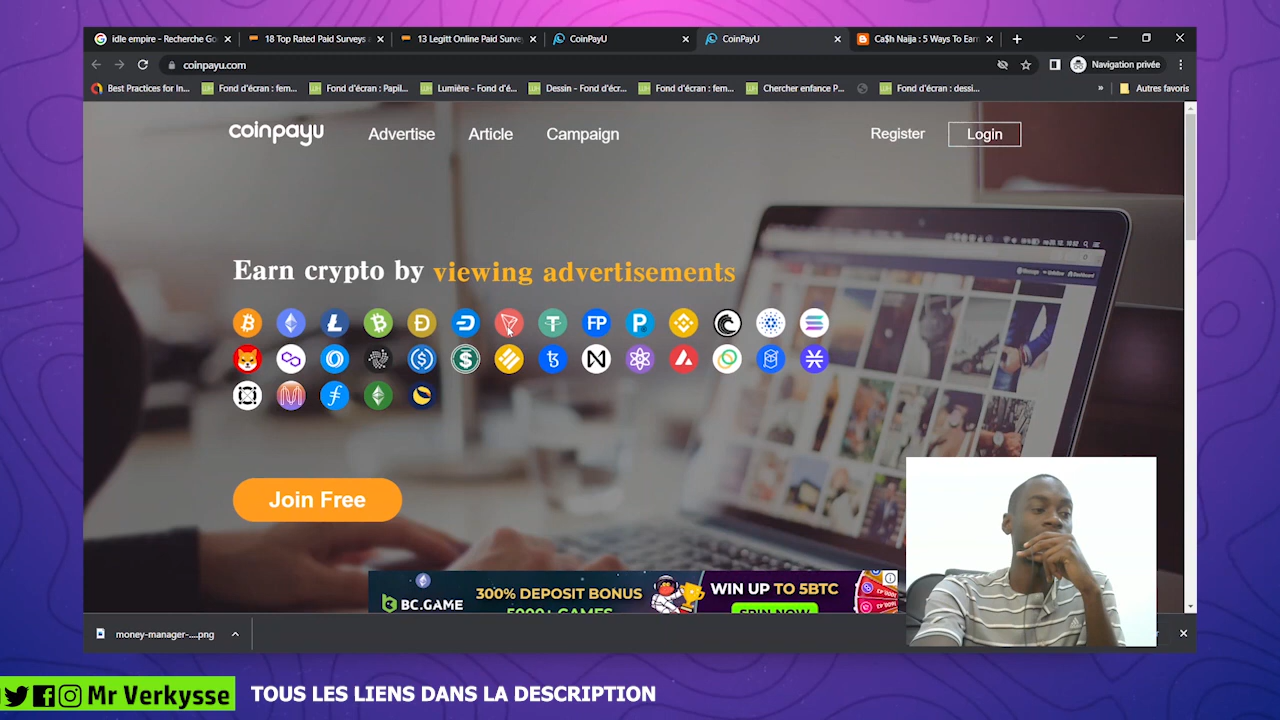 idle empire - Recherche Go
18 Top Rated Paid Surveys
13 Legitt Online Paid Surve
CoinPayU
CoinPayU
Ca$h Naija : 5 Ways To Earn
coinpayu.com
Navigation privée
Best Practices for In...
Fond d'écran : fem...
Fond d'écran : Papil...
Lumière - Fond d'é...
Dessin - Fond d'écr...
Fond d'écran : fem...
Chercher enfance P...
Fond d'écran : dessi...
» Autres favoris
coinpayu
Advertise
Article
Campaign
Register
Login
Earn crypto by viewing advertisements
Join Free
BC.GAME
300% DEPOSIT BONUS
5000+ GAMES
WIN UP TO 5BTC
SPIN NOW
money-manager-....png
Mr Verkysse
TOUS LES LIENS DANS LA DESCRIPTION